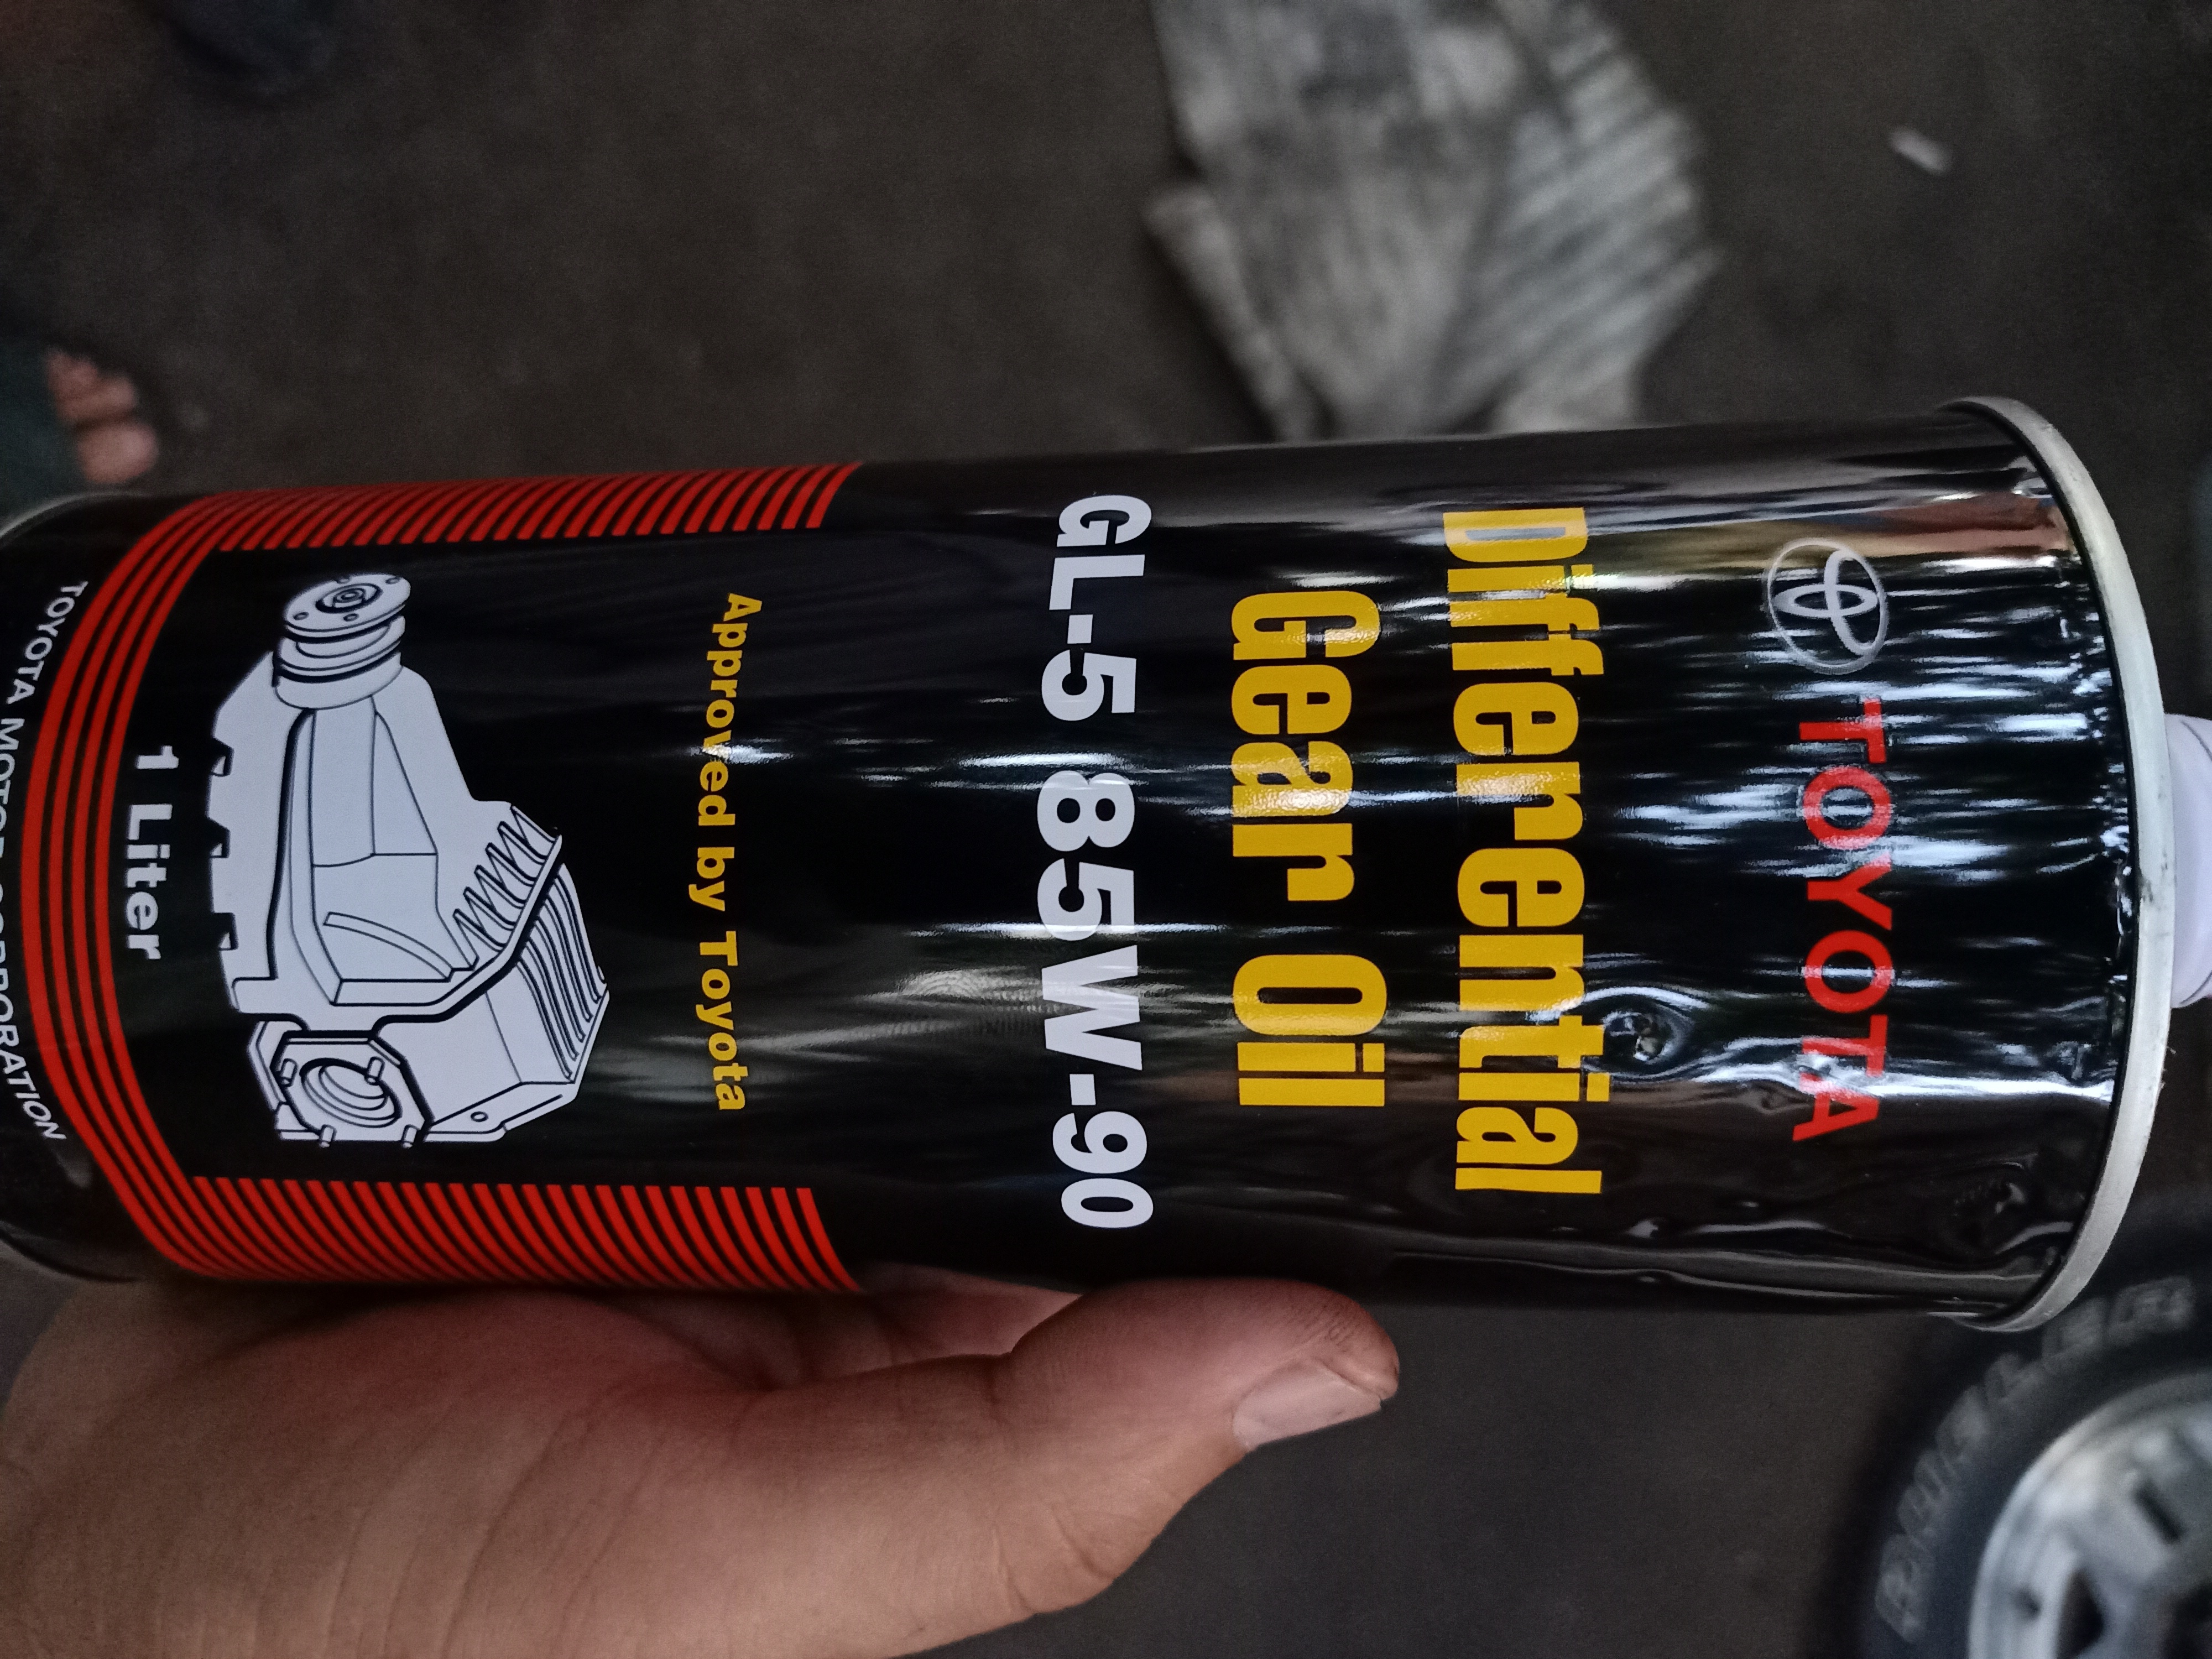 TOYOTA
Differential
Gear Oil
GL-5 85W-90
Approved by Toyota
1 Liter
TOYOTA MOTOR CORPORATION